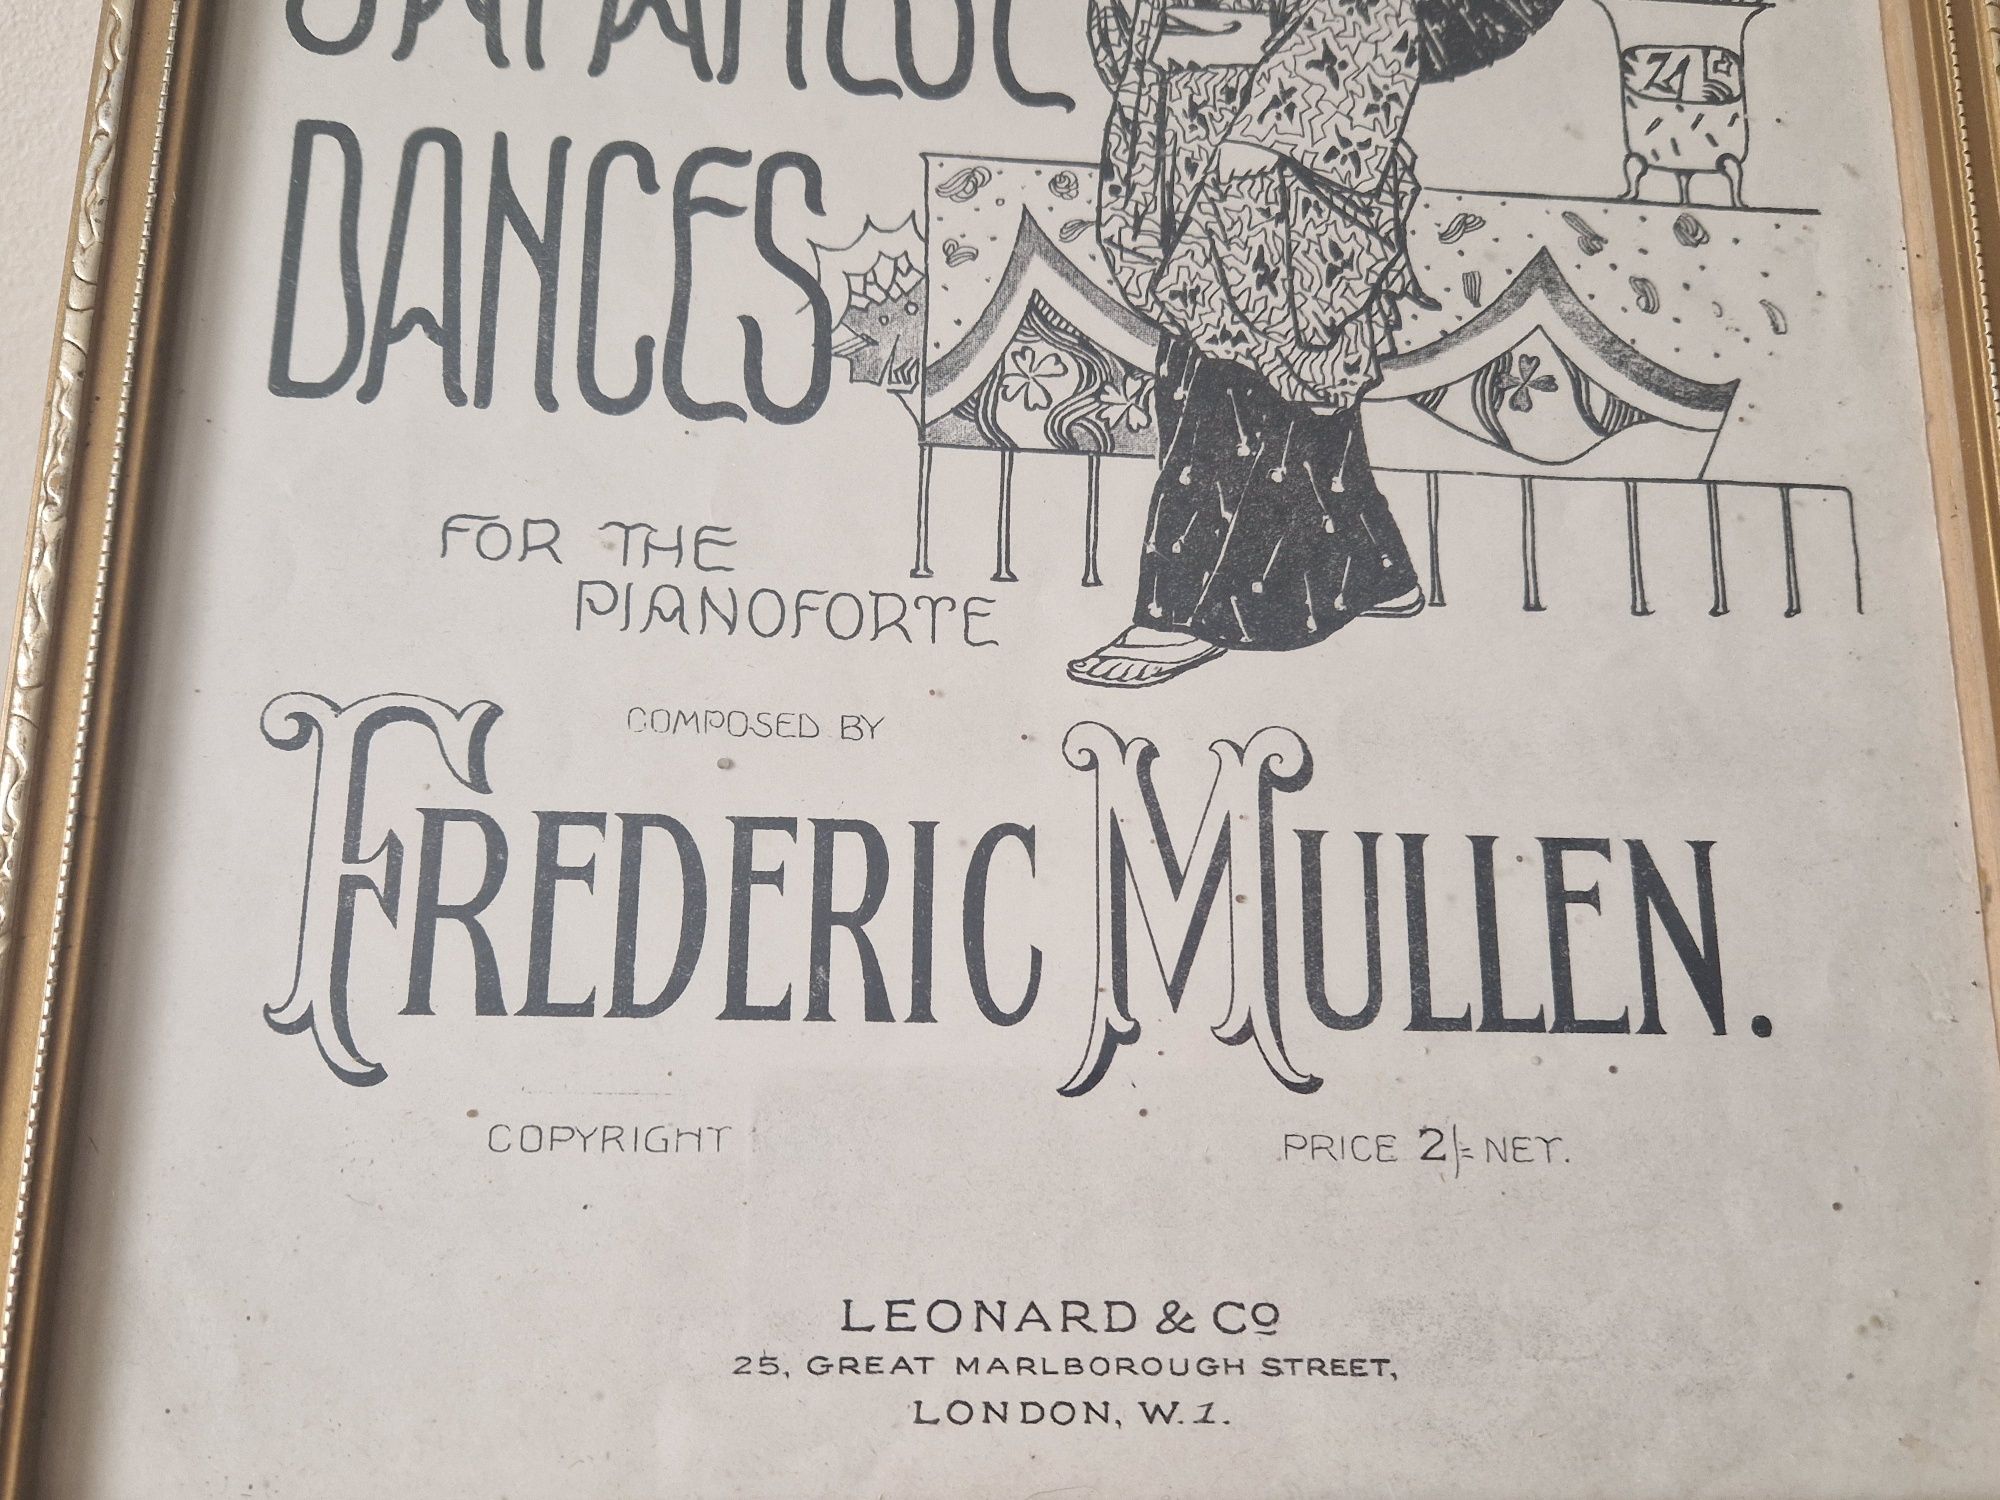 JAPANESE
DANCES
FOR THE
PIANOFORTE
COMPOSED BY
FREDERIC MULLEN.
COPYRIGHT
PRICE 2/= NET.
LEONARD & Co
25, GREAT MARLBOROUGH STREET,
LONDON, W.1.